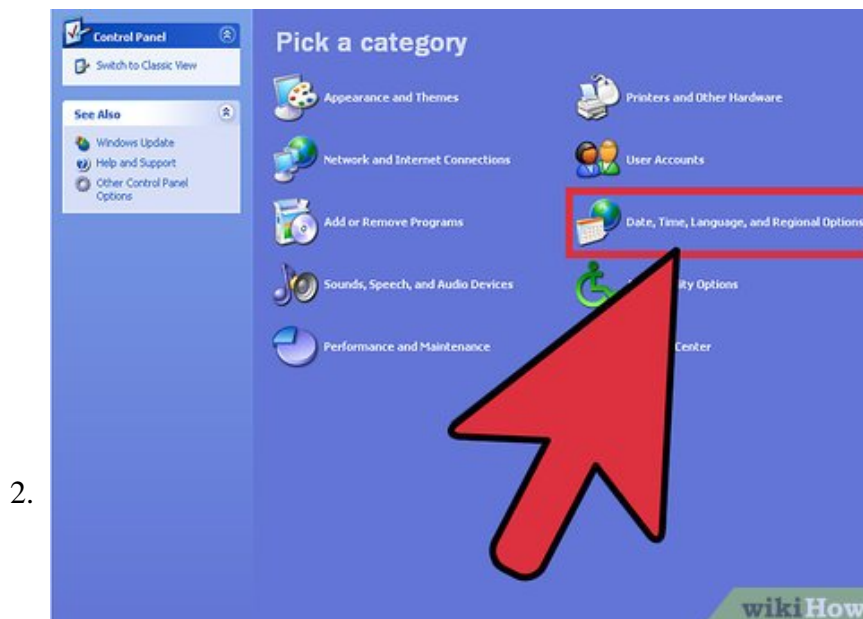 Control Panel
Switch to Classic View
See Also
Windows Update
Help and Support
Other Control Panel
Options
Pick a category
Appearance and Themes
Printers and Other Hardware
Network and Internet Connections
User Accounts
Add or Remove Programs
Date, Time, Language, and Regional Options
Sounds, Speech, and Audio Devices
Options
Performance and Maintenance
Center
2.
wikiHow